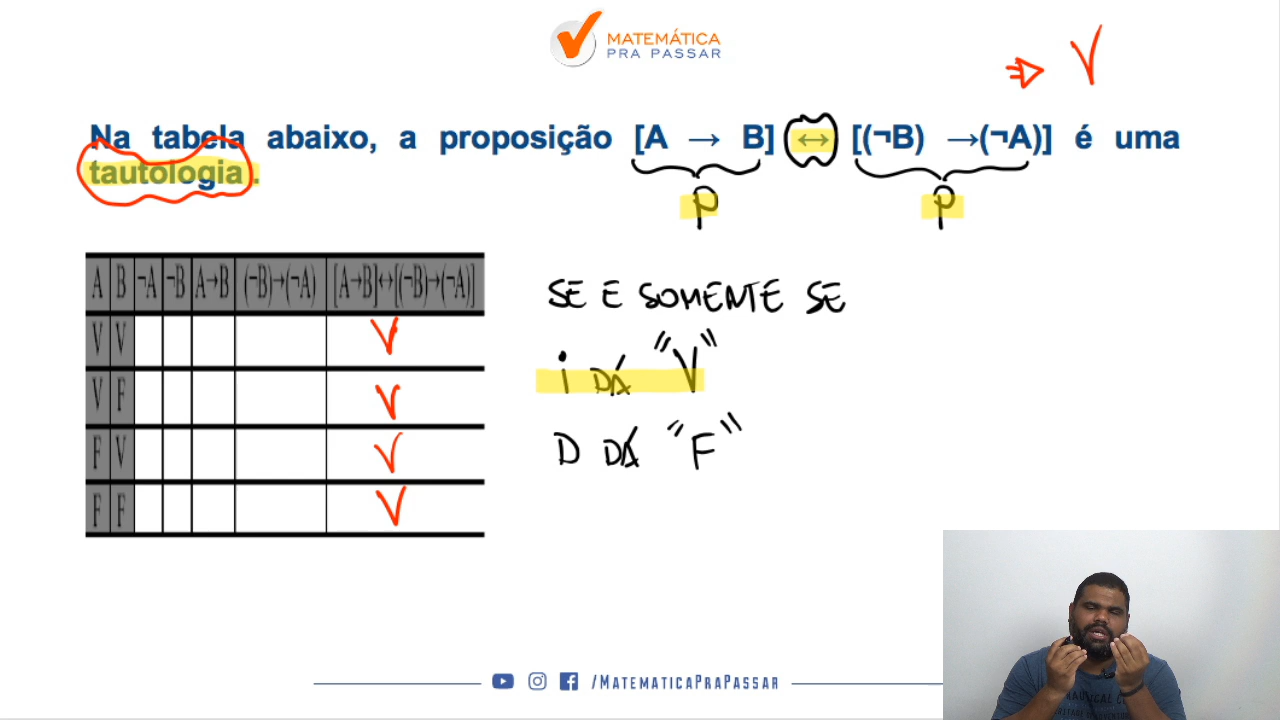 MATEMÁTICA
PRA PASSAR
V
Na tabela abaixo, a proposição [A → B] ↔ [(¬B) →(¬A)] é uma
tautologia.
p p
A B ¬A ¬B A→B (¬B)→(¬A) [A→B]↔[(¬B)→(¬A)]
V V V
V F V
F V V
F F V
SE E SOMENTE SE
i DÁ "V"
D DÁ "F"
/MATEMATICAPRAPASSAR